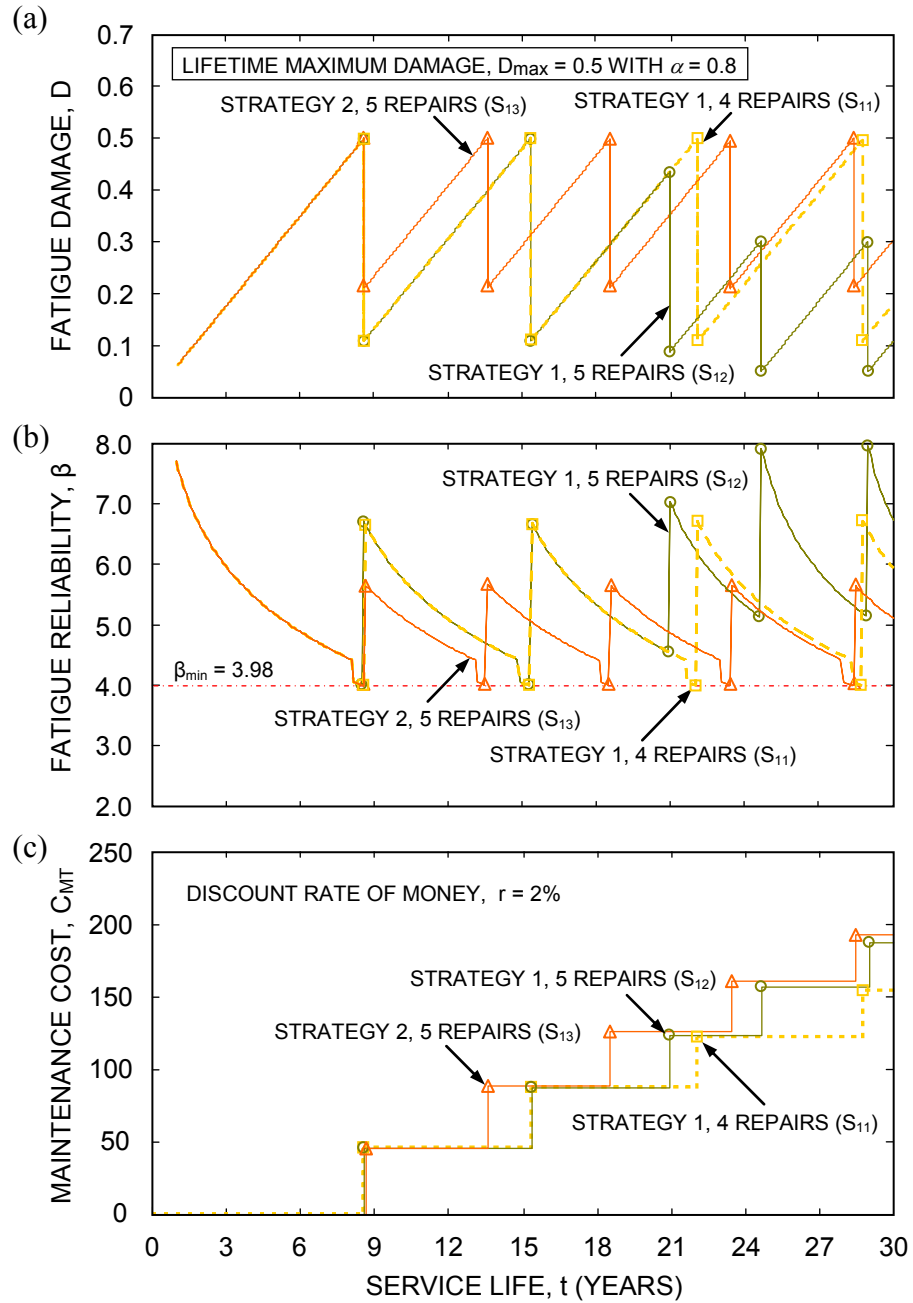 (a)
0.7
0.6
0.5
0.4
0.3
0.2
0.1
0
FATIGUE DAMAGE, D
LIFETIME MAXIMUM DAMAGE, Dmax = 0.5 WITH α = 0.8
STRATEGY 2, 5 REPAIRS (S13)
STRATEGY 1, 4 REPAIRS (S11)
STRATEGY 1, 5 REPAIRS (S12)
(b)
8.0
7.0
6.0
5.0
4.0
3.0
2.0
FATIGUE RELIABILITY, β
STRATEGY 1, 5 REPAIRS (S12)
βmin = 3.98
STRATEGY 2, 5 REPAIRS (S13)
STRATEGY 1, 4 REPAIRS (S11)
(c)
250
200
150
100
50
0
MAINTENANCE COST, CMT
DISCOUNT RATE OF MONEY, r = 2%
STRATEGY 1, 5 REPAIRS (S12)
STRATEGY 2, 5 REPAIRS (S13)
STRATEGY 1, 4 REPAIRS (S11)
0 3 6 9 12 15 18 21 24 27 30
SERVICE LIFE, t (YEARS)